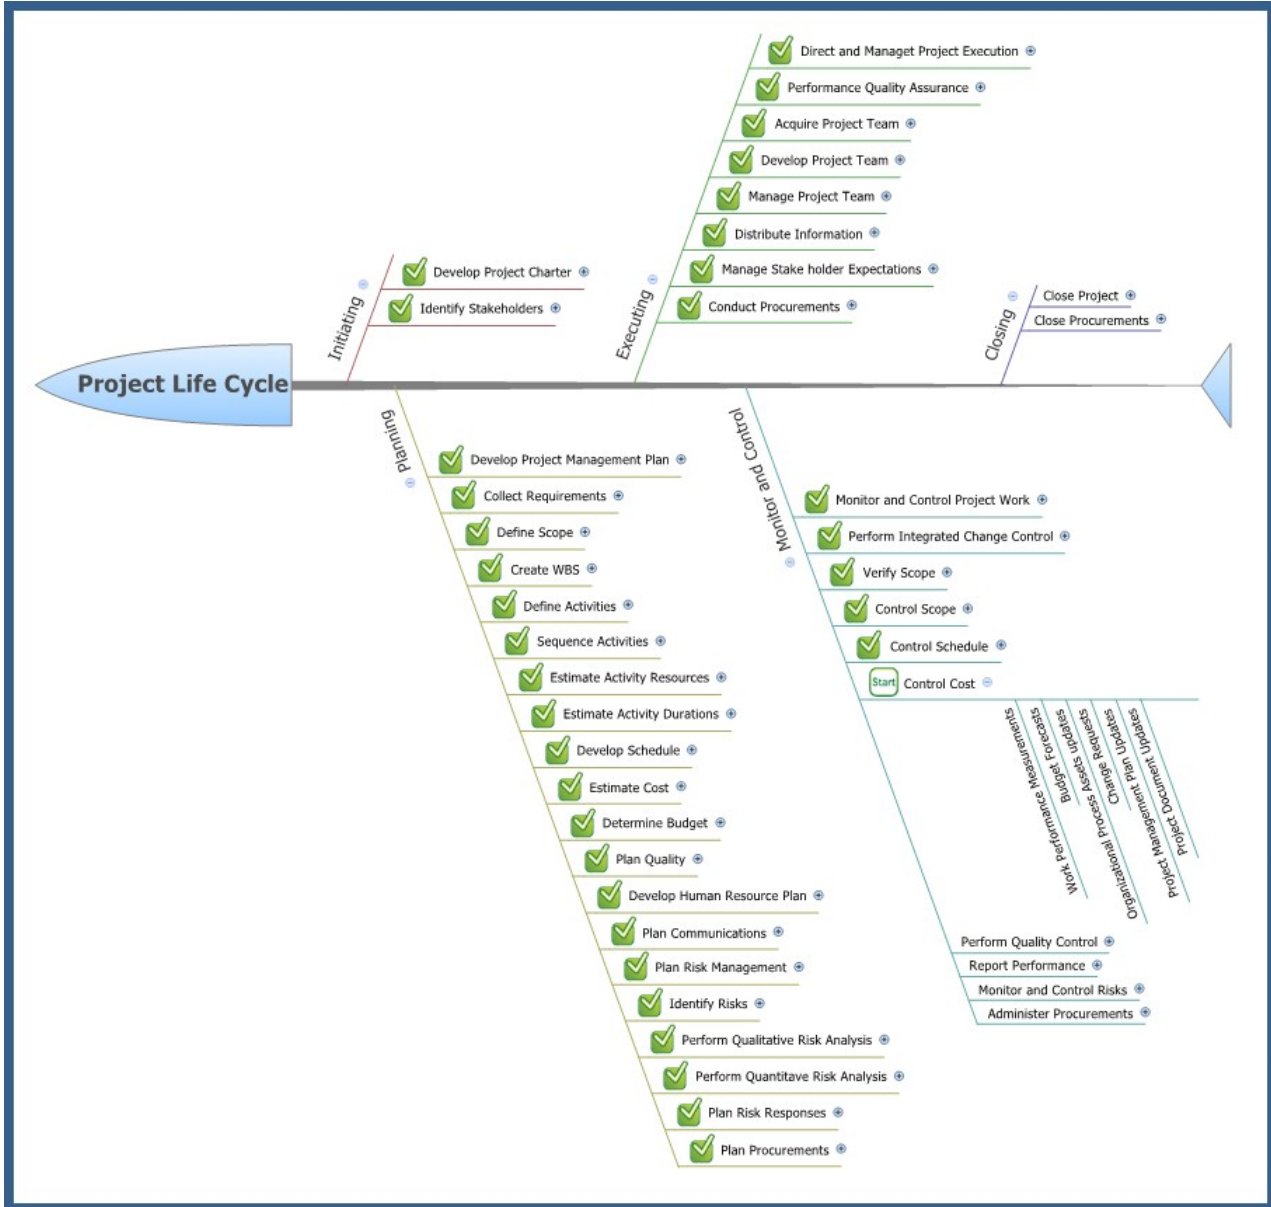 Project Life Cycle
Initiating
Develop Project Charter
Identify Stakeholders
Planning
Develop Project Management Plan
Collect Requirements
Define Scope
Create WBS
Define Activities
Sequence Activities
Estimate Activity Resources
Estimate Activity Durations
Develop Schedule
Estimate Cost
Determine Budget
Plan Quality
Develop Human Resource Plan
Plan Communications
Plan Risk Management
Identify Risks
Perform Qualitative Risk Analysis
Perform Quantitave Risk Analysis
Plan Risk Responses
Plan Procurements
Executing
Direct and Managet Project Execution
Performance Quality Assurance
Acquire Project Team
Develop Project Team
Manage Project Team
Distribute Information
Manage Stake holder Expectations
Conduct Procurements
Monitor and Control
Monitor and Control Project Work
Perform Integrated Change Control
Verify Scope
Control Scope
Control Schedule
Start Control Cost
Work Performance Measurements
Budget Forecasts
Organizational Process Assets updates
Change Requests
Project Management Plan Updates
Project Document Updates
Perform Quality Control
Report Performance
Monitor and Control Risks
Administer Procurements
Closing
Close Project
Close Procurements